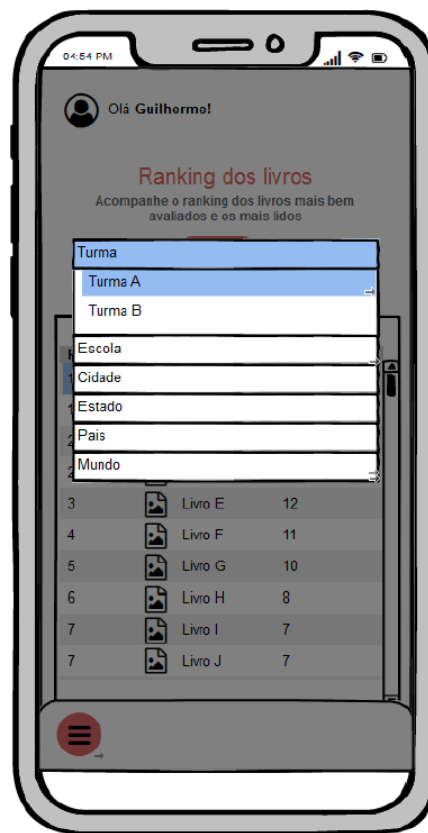 04:54 PM
Olá Guilherme!
Ranking dos livros
Acompanhe o ranking dos livros mais bem
avaliados e os mais lidos
Turma
Turma A
Turma B
Escola
Cidade
Estado
Pais
Mundo
3 Livro E 12
4 Livro F 11
5 Livro G 10
6 Livro H 8
7 Livro I 7
7 Livro J 7